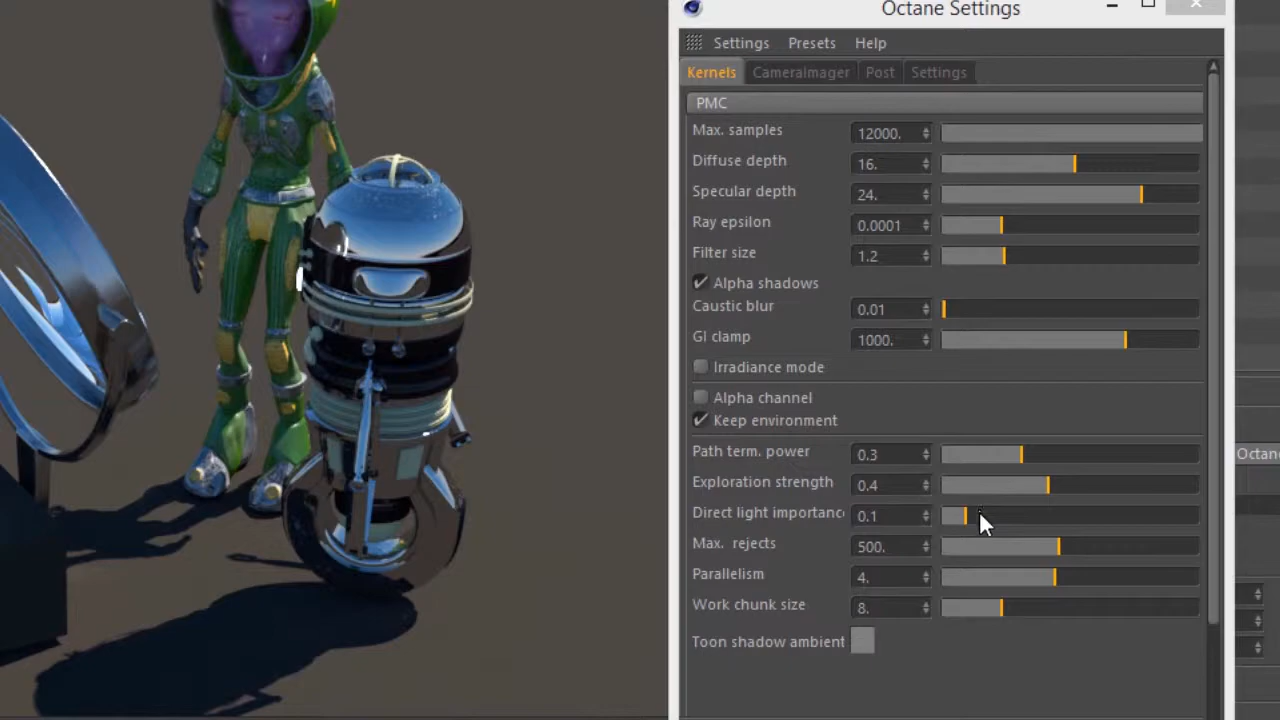 Octane Settings
Settings Presets Help
Kernels CameraImager Post Settings
PMC
Max. samples 12000.
Diffuse depth 16.
Specular depth 24.
Ray epsilon 0.0001
Filter size 1.2
Alpha shadows
Caustic blur 0.01
GI clamp 1000.
Irradiance mode
Alpha channel
Keep environment
Path term. power 0.3
Exploration strength 0.4
Direct light importanc 0.1
Max. rejects 500.
Parallelism 4.
Work chunk size 8.
Toon shadow ambient
Octane